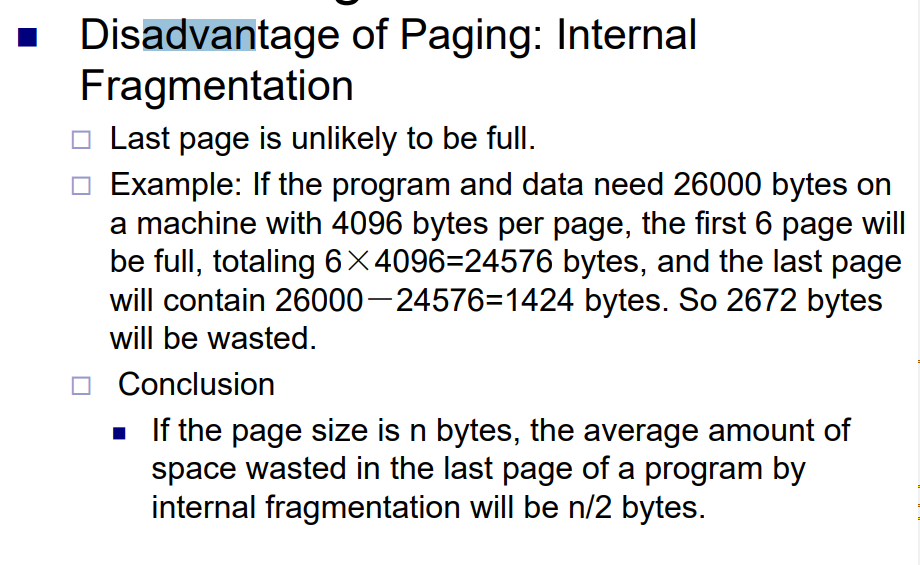 Disadvantage of Paging: Internal
Fragmentation
Last page is unlikely to be full.
Example: If the program and data need 26000 bytes on
a machine with 4096 bytes per page, the first 6 page will
be full, totaling 6×4096=24576 bytes, and the last page
will contain 26000－24576=1424 bytes. So 2672 bytes
will be wasted.
Conclusion
If the page size is n bytes, the average amount of
space wasted in the last page of a program by
internal fragmentation will be n/2 bytes.